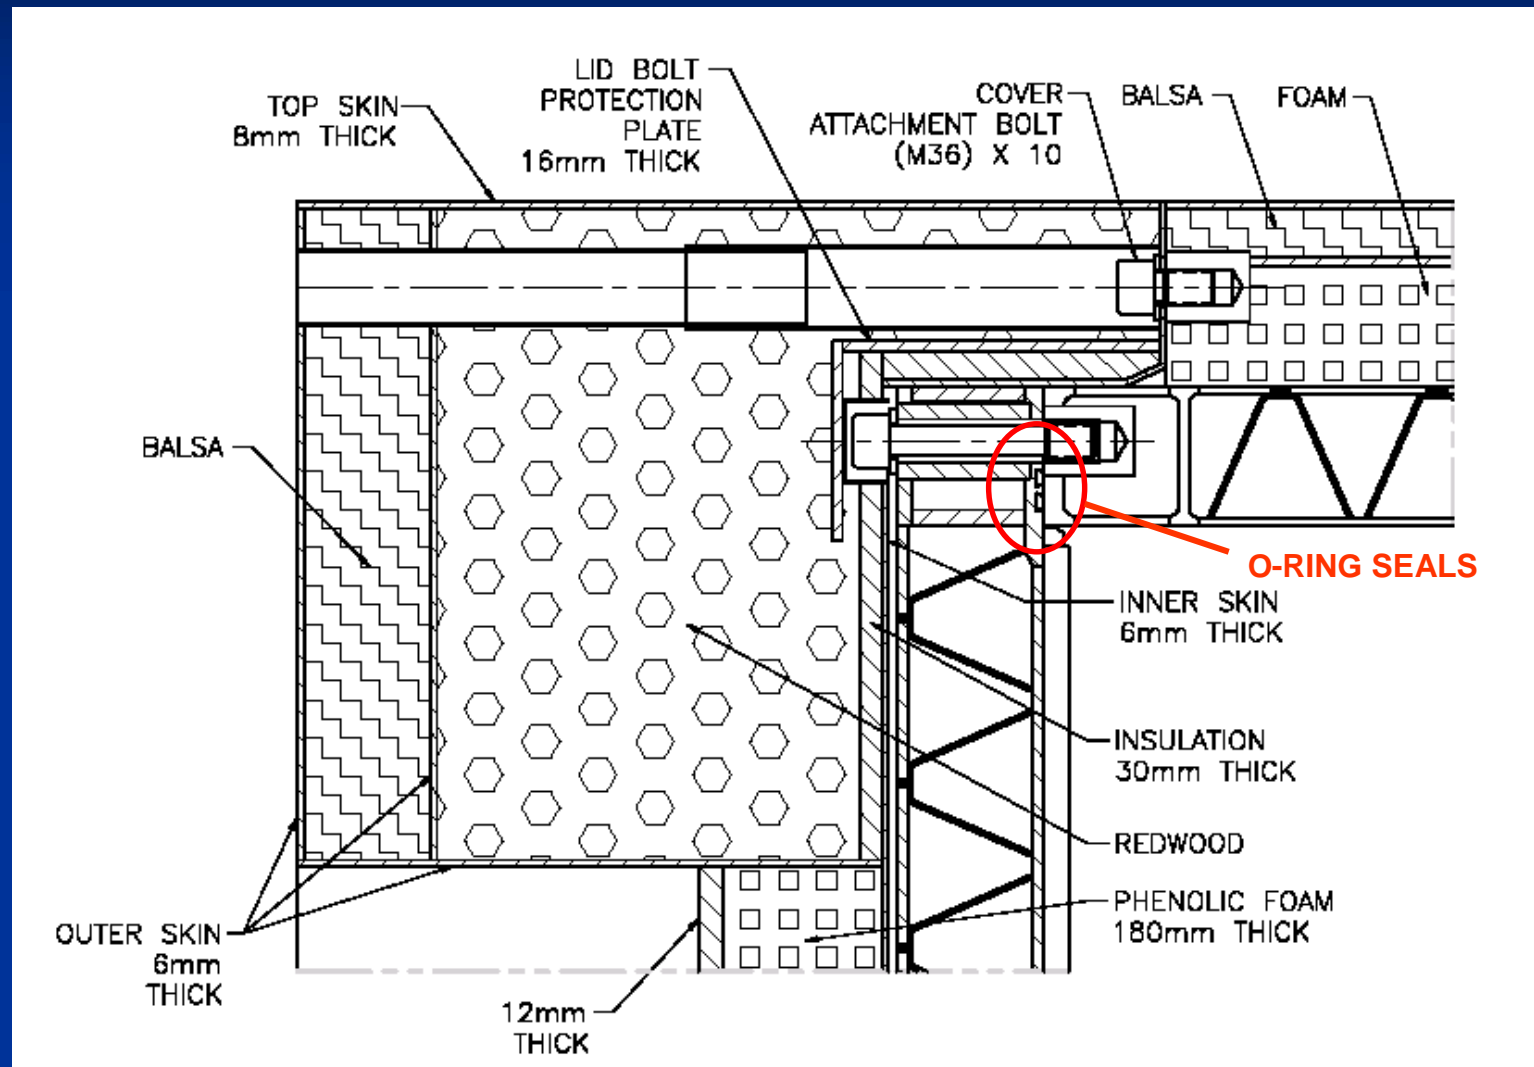 LID BOLT
PROTECTION
PLATE
16mm THICK
TOP SKIN
8mm THICK
COVER
ATTACHMENT BOLT
(M36) X 10
BALSA
FOAM
BALSA
O-RING SEALS
INNER SKIN
6mm THICK
INSULATION
30mm THICK
REDWOOD
PHENOLIC FOAM
180mm THICK
OUTER SKIN
6mm
THICK
12mm
THICK